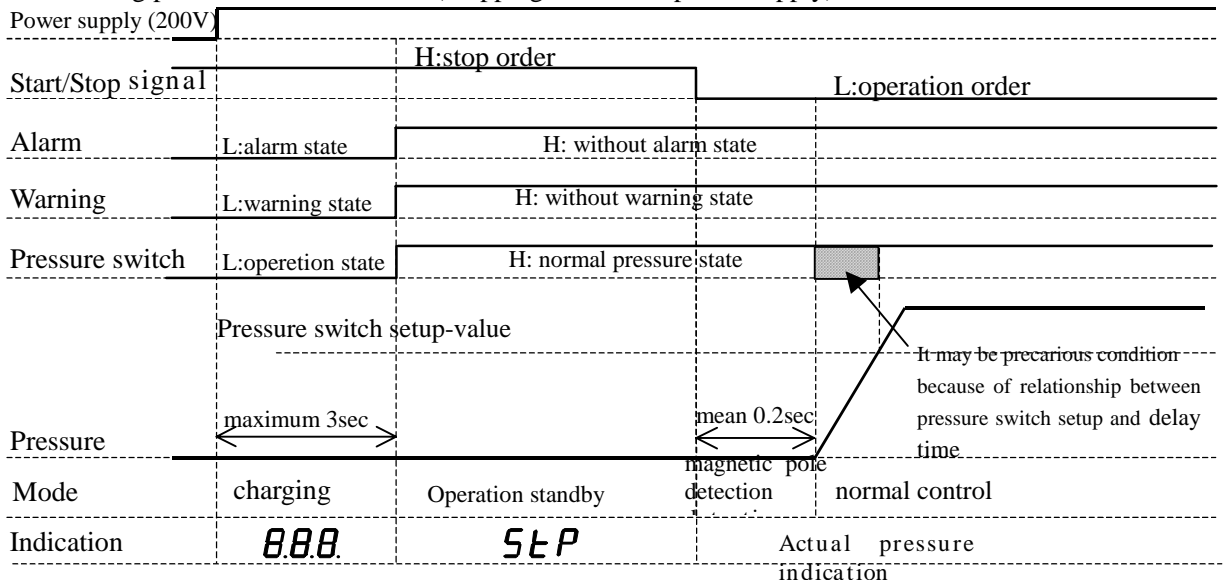 Power supply (200V)
H:stop order
Start/Stop signal
L:operation order
Alarm
L:alarm state
H: without alarm state
Warning
L:warning state
H: without warning state
Pressure switch
L:operetion state
H: normal pressure state
Pressure switch setup-value
It may be precarious condition
because of relationship between
pressure switch setup and delay
time
maximum 3sec
mean 0.2sec
Pressure
magnetic pole
detection
Mode
charging
Operation standby
normal control
Indication
8.8.8.
StP
Actual pressure
indication